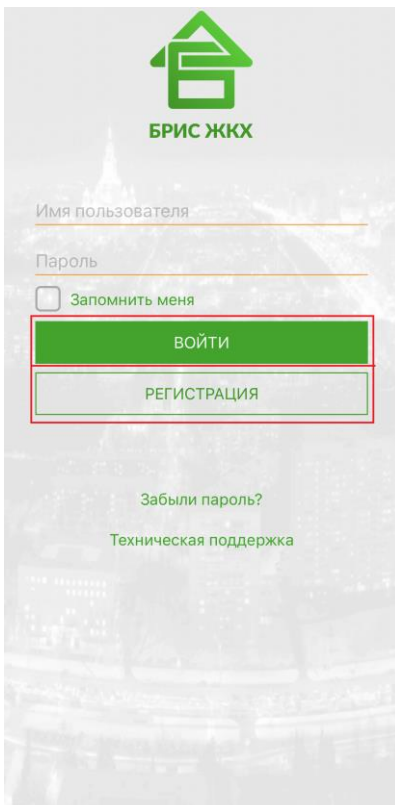 БРИС ЖКХ
Имя пользователя
Пароль
Запомнить меня
ВОЙТИ
РЕГИСТРАЦИЯ
Забыли пароль?
Техническая поддержка